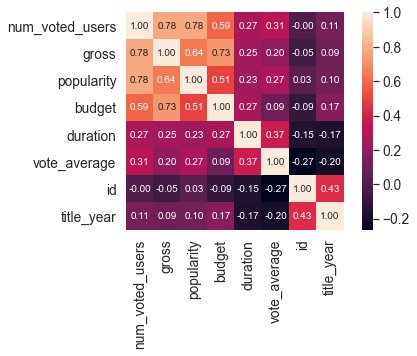 num_voted_users 1.00 0.78 0.78 0.59 0.27 0.31 -0.00 0.11
gross 0.78 1.00 0.64 0.73 0.25 0.20 -0.05 0.09
popularity 0.78 0.64 1.00 0.51 0.23 0.27 0.03 0.10
budget 0.59 0.73 0.51 1.00 0.27 0.09 -0.09 0.17
duration 0.27 0.25 0.23 0.27 1.00 0.37 -0.15 -0.17
vote_average 0.31 0.20 0.27 0.09 0.37 1.00 -0.27 -0.20
id -0.00 -0.05 0.03 -0.09 -0.15 -0.27 1.00 0.43
title_year 0.11 0.09 0.10 0.17 -0.17 -0.20 0.43 1.00
num_voted_users
gross
popularity
budget
duration
vote_average
id
title_year
1.0
0.8
0.6
0.4
0.2
0.0
−0.2